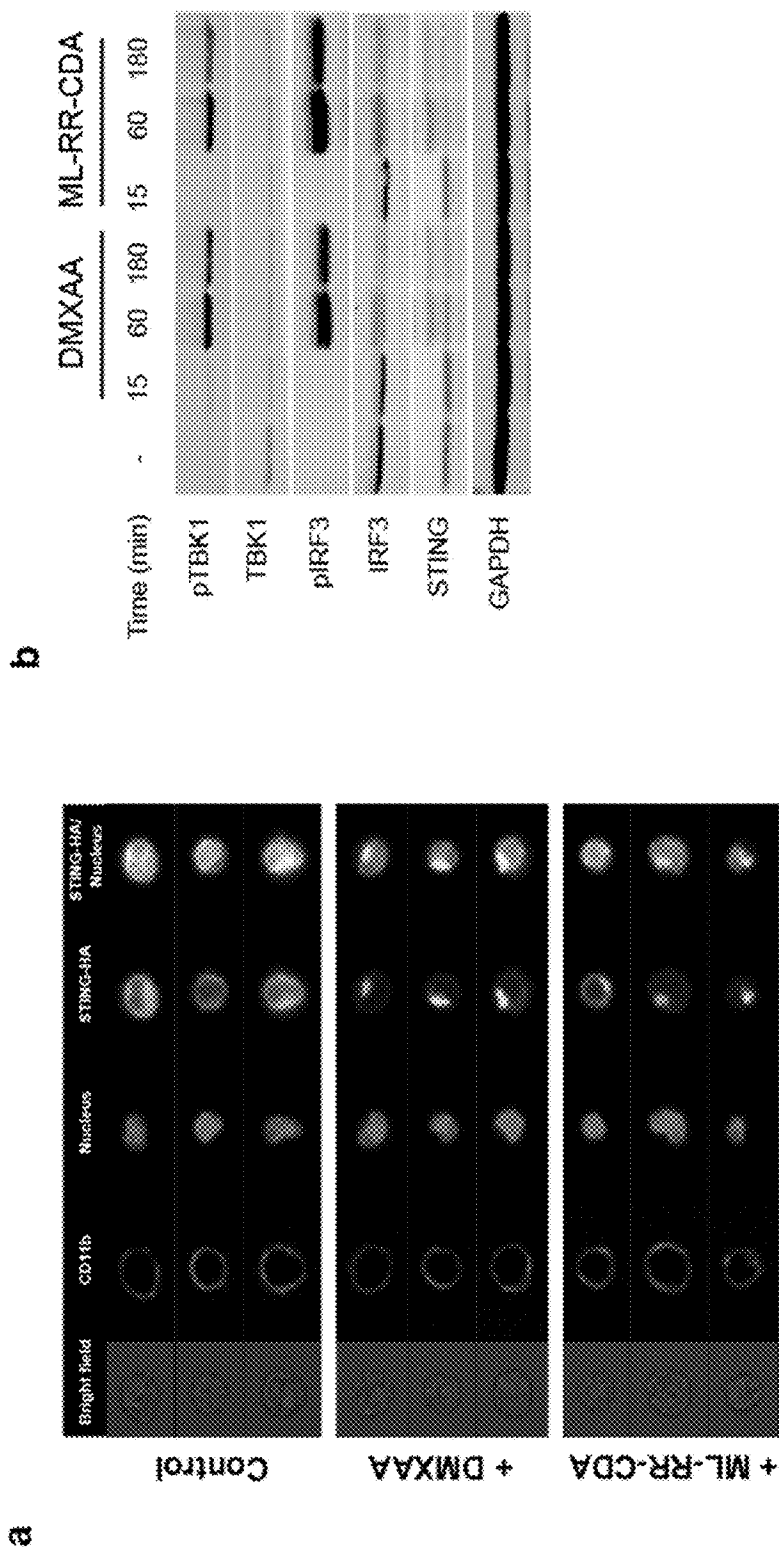 a
Bright field CD11b Nucleus STING-HA STING-HA/
Nucleus
Control
+ DMXAA
+ ML-RR-CDA
b
DMXAA ML-RR-CDA
Time (min) - 15 60 180 15 60 180
pTBK1
TBK1
pIRF3
IRF3
STING
GAPDH